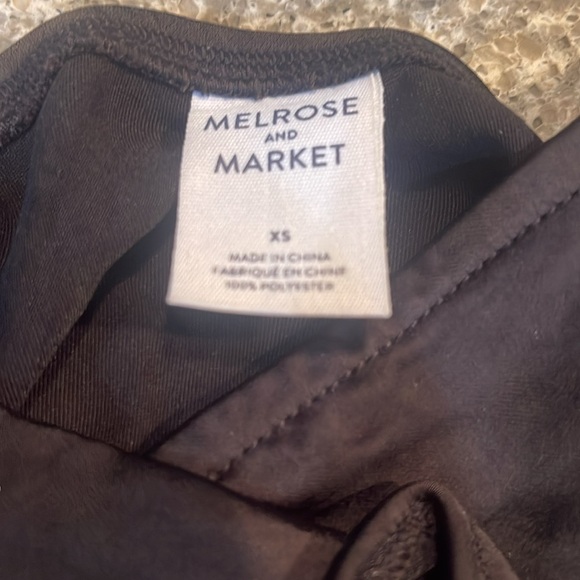 MELROSE
AND
MARKET
XS
MADE IN CHINA
FABRIQUÉ EN CHINE
100% POLYESTER